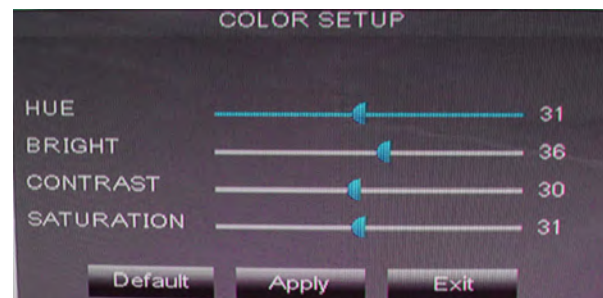 COLOR SETUP
HUE 31
BRIGHT 36
CONTRAST 30
SATURATION 31
Default Apply Exit